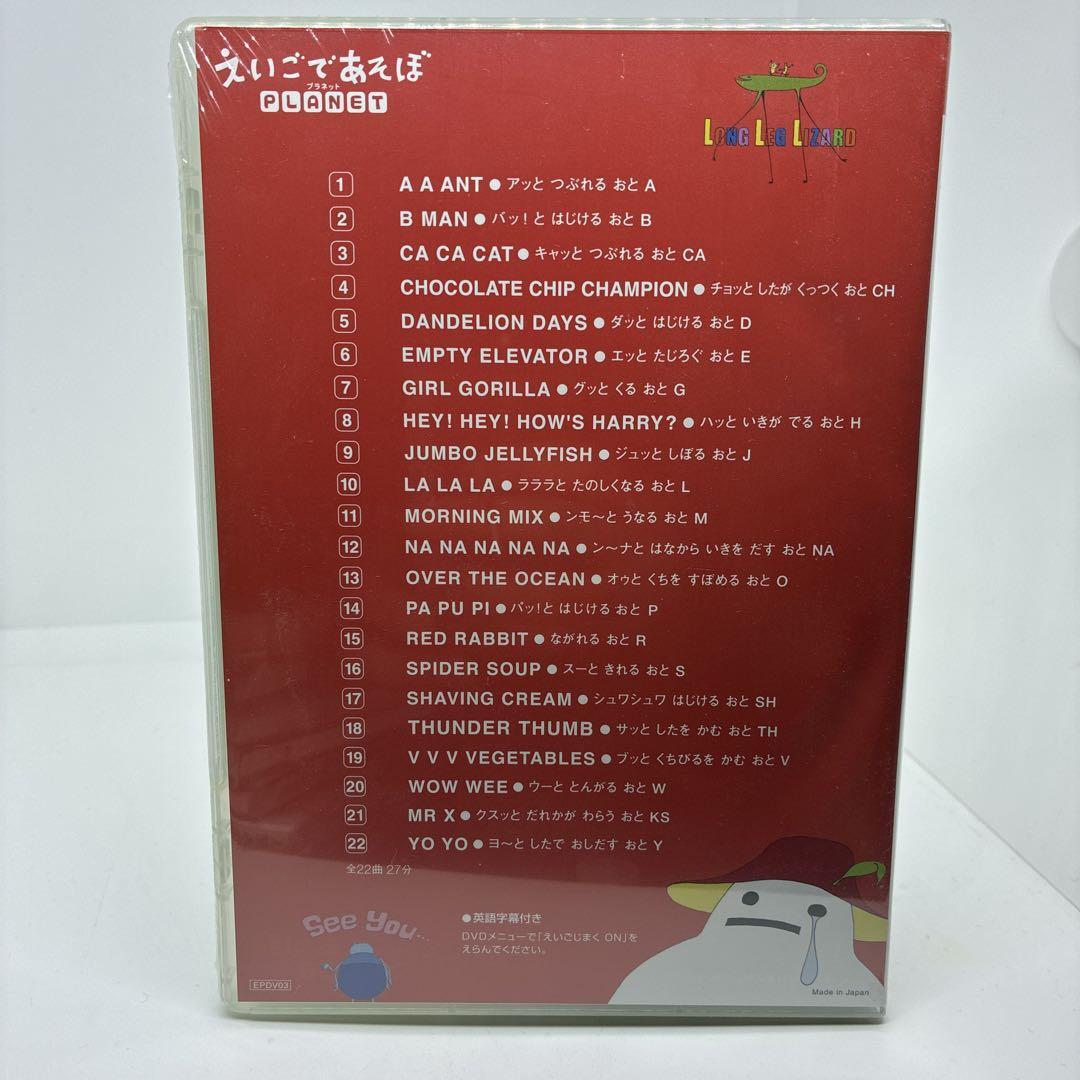 えいごであそぼ
プラネット
PLANET
LONG LEG LIZARD
1 A A ANT ● アッと つぶれる おと A
2 B MAN ● バッ!と はじける おと B
3 CA CA CAT ● キャッと つぶれる おと CA
4 CHOCOLATE CHIP CHAMPION ● チョッと したが くっつく おと CH
5 DANDELION DAYS ● ダッと はじける おと D
6 EMPTY ELEVATOR ● エッと たじろぐ おと E
7 GIRL GORILLA ● グッと くる おと G
8 HEY! HEY! HOW'S HARRY? ● ハッと いきが でる おと H
9 JUMBO JELLYFISH ● ジュッと しぼる おと J
10 LA LA LA ● ラララと たのしくなる おと L
11 MORNING MIX ● ンモ〜と うなる おと M
12 NA NA NA NA NA ● ン〜ナと はなから いきを だす おと NA
13 OVER THE OCEAN ● オゥと くちを すぼめる おと O
14 PA PU PI ● パッ!と はじける おと P
15 RED RABBIT ● ながれる おと R
16 SPIDER SOUP ● スーと きれる おと S
17 SHAVING CREAM ● シュワシュワ はじける おと SH
18 THUNDER THUMB ● サッと したを かむ おと TH
19 V V V VEGETABLES ● ブッと くちびるを かむ おと V
20 WOW WEE ● ウーと とんがる おと W
21 MR X ● クスッと だれかが わらう おと KS
22 YO YO ● ヨ〜と したで おしだす おと Y
全22曲 27分
See You...
●英語字幕付き
DVDメニューで「えいごじまく ON」を
えらんでください。
EPDV03
Made in Japan